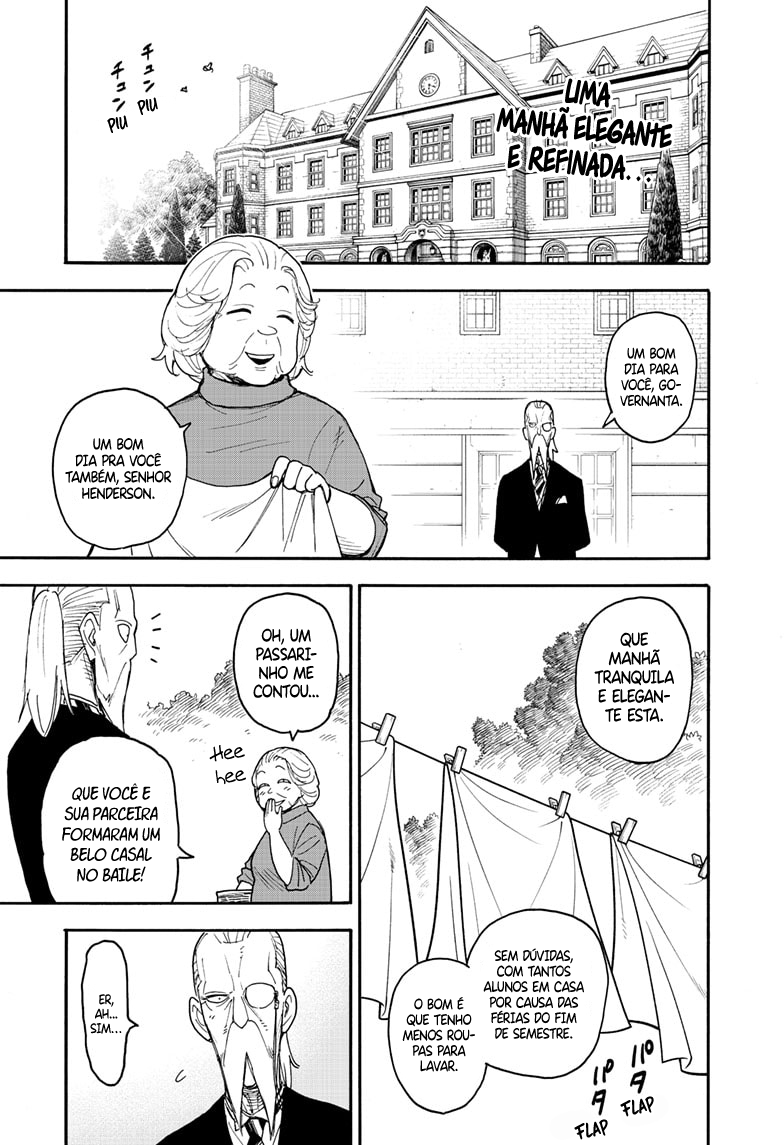 UMA
MANHÃ ELEGANTE
E REFINADA...
チュン
PIU
チュン
PIU
UM BOM
DIA PARA
VOCÊ, GO-
VERNANTA.
UM BOM
DIA PRA VOCÊ
TAMBÉM, SENHOR
HENDERSON.
QUE
MANHÃ
TRANQUILA
E ELEGAN-
TE ESTA.
SEM DÚVIDAS,
COM TANTOS
ALUNOS EM CASA
POR CAUSA DAS
FÉRIAS DO FIM
DE SEMESTRE.
O BOM É
QUE TENHO
MENOS ROU-
PAS PARA
LAVAR.
パタ
FLAP
パタ
FLAP
OH, UM
PASSARI-
NHO ME
CONTOU...
Hee
hee
QUE VOCÊ E
SUA PARCEIRA
FORMARAM UM
BELO CASAL
NO BAILE!
ER,
AH...
SIM...